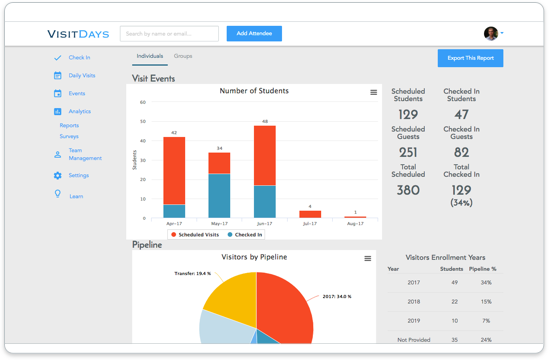 VISITDAYS
Search by name or email...
Add Attendee
Check In
Daily Visits
Events
Analytics
Reports
Surveys
Team
Management
Settings
Learn
Individuals
Groups
Export This Report
Visit Events
Number of Students
Students
60
50
40
30
20
10
0
42
34
48
4
1
Apr-17
May-17
Jun-17
Jul-17
Aug-17
Scheduled Visits
Checked In
Scheduled
Students
129
Checked In
Students
47
Scheduled
Guests
251
Checked In
Guests
82
Total
Scheduled
380
Total
Checked In
129
(34%)
Pipeline
Visitors by Pipeline
Transfer: 19.4 %
2017: 34.0 %
Visitors Enrollment Years
Year Students Pipeline %
2017 49 34%
2018 22 15%
2019 10 7%
Not Provided 35 24%